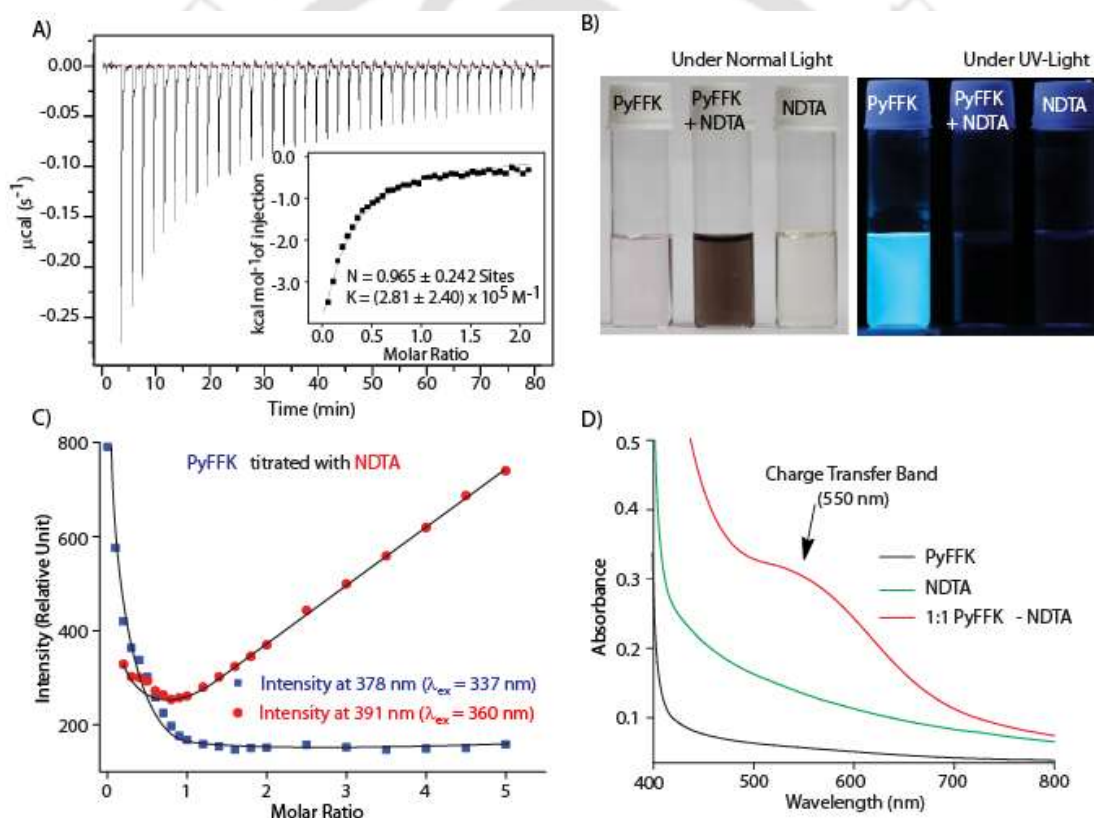 A)
0.00
-0.05
-0.10
-0.15
-0.20
-0.25
µcal (s⁻¹)
0 10 20 30 40 50 60 70 80
Time (min)
0.0
-1.0
-2.0
-3.0
kcal mol⁻¹ of injection
N = 0.965 ± 0.242 Sites
K = (2.81 ± 2.40) x 10⁵ M⁻¹
0.0 0.5 1.0 1.5 2.0
Molar Ratio
B)
Under Normal Light
PyFFK
PyFFK
+ NDTA
NDTA
Under UV-Light
PyFFK
PyFFK
+ NDTA
NDTA
C)
800
600
400
200
Intensity (Relative Unit)
PyFFK titrated with NDTA
Intensity at 378 nm (λex = 337 nm)
Intensity at 391 nm (λex = 360 nm)
0 1 2 3 4 5
Molar Ratio
D)
0.5
0.4
0.3
0.2
0.1
Absorbance
Charge Transfer Band
(550 nm)
PyFFK
NDTA
1:1 PyFFK - NDTA
400 500 600 700 800
Wavelength (nm)